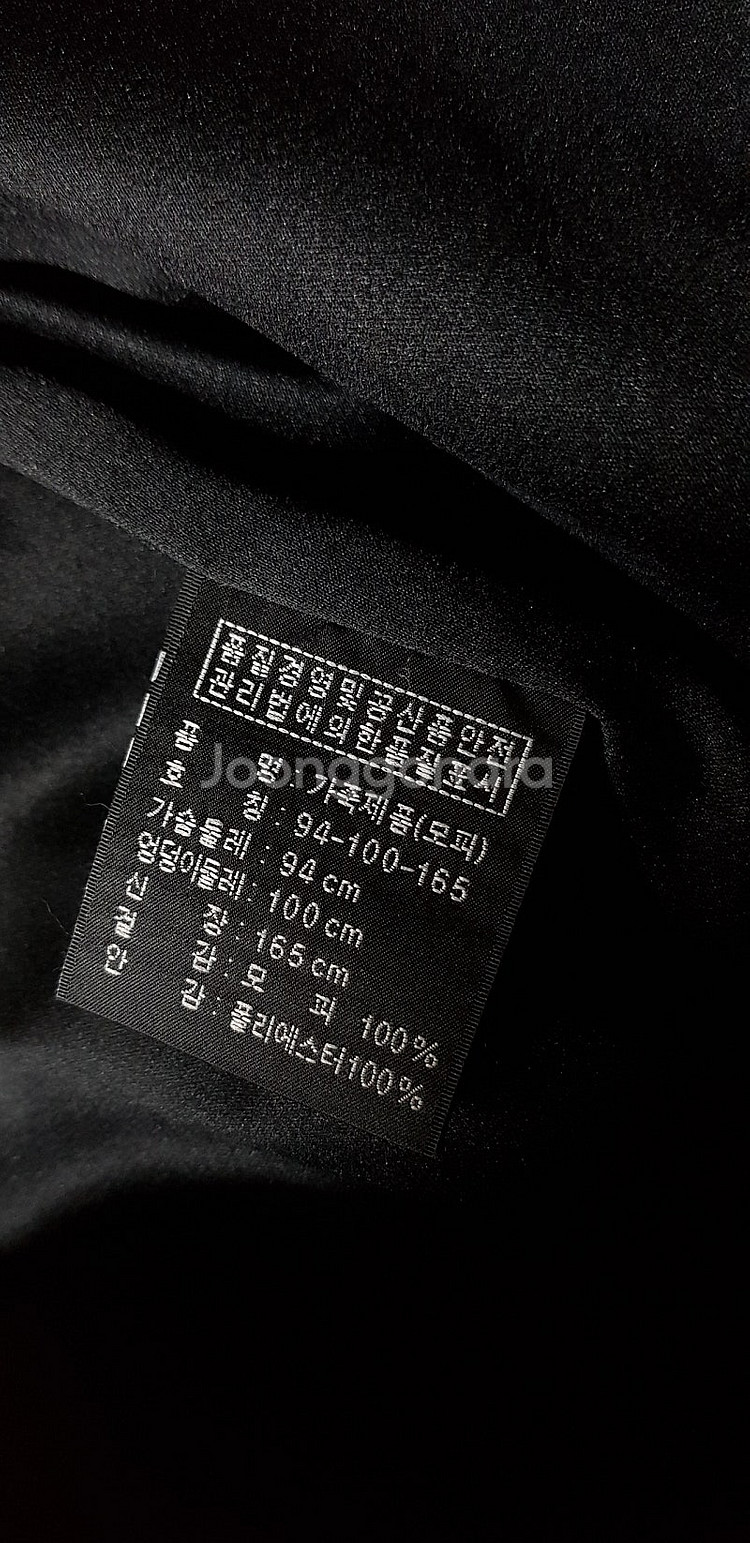 품질경영및공산품안전
관리법에의한품질표시
품 명 : 가죽제품(모피)
호 칭 : 94-100-165
가슴둘레 : 94 cm
엉덩이둘레 : 100 cm
신 장 : 165 cm
겉 감 : 모 피 100%
안 감 : 폴리에스터100%
Joonggonara